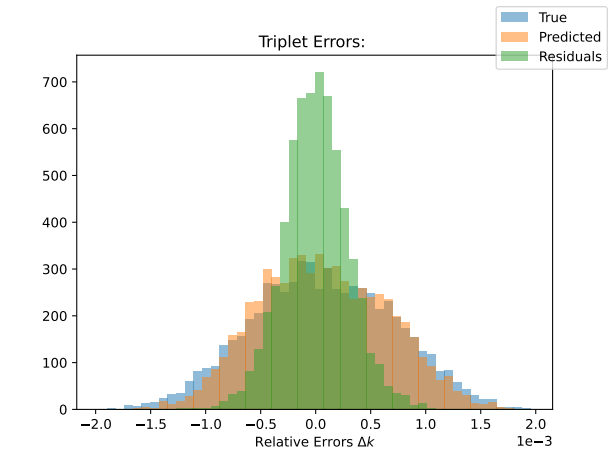 True
Predicted
Residuals
Triplet Errors:
700
600
500
400
300
200
100
0
−2.0 −1.5 −1.0 −0.5 0.0 0.5 1.0 1.5 2.0
Relative Errors Δk
1e−3